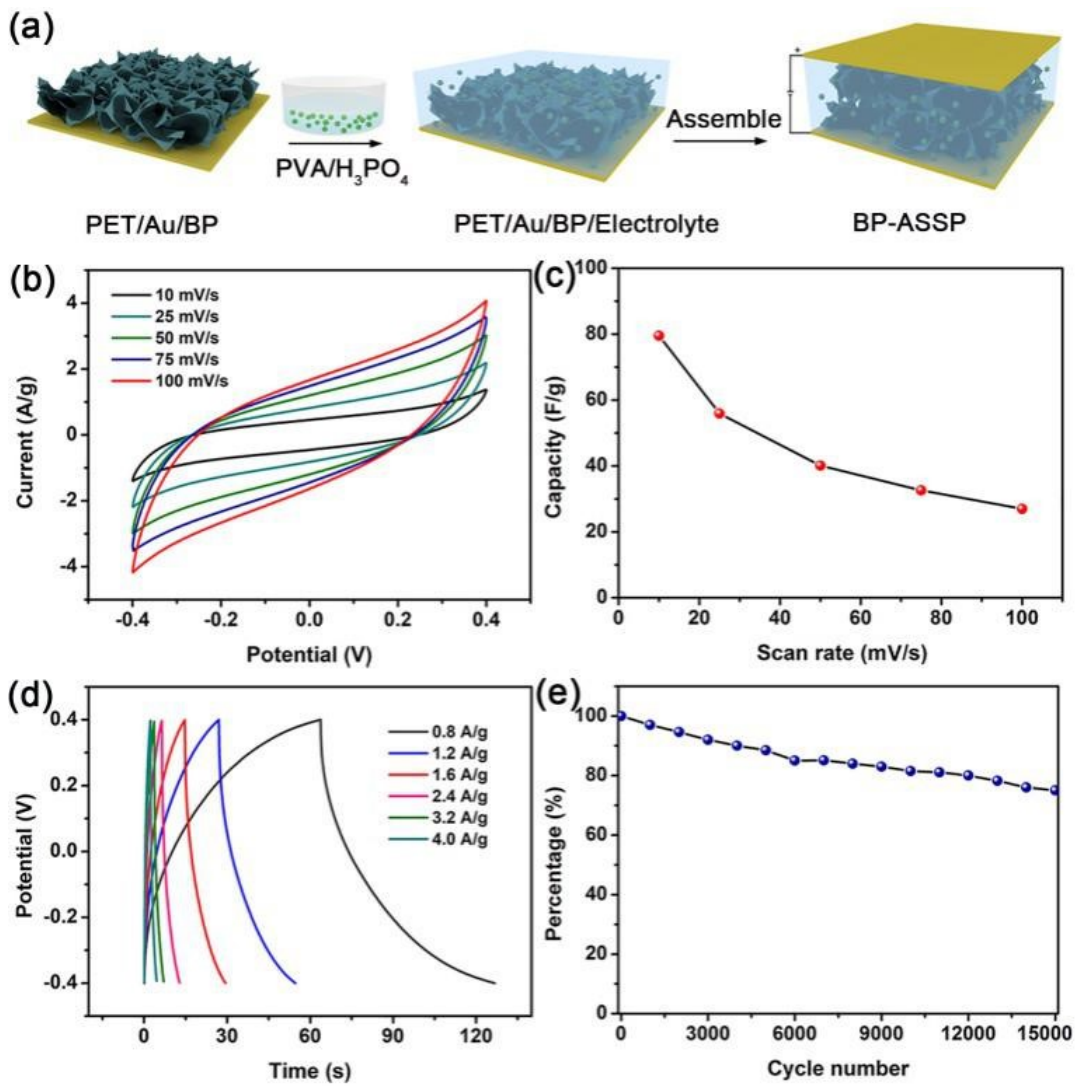 (a)
PVA/H₃PO₄
Assemble
+
PET/Au/BP
PET/Au/BP/Electrolyte
BP-ASSP
(b)
10 mV/s
25 mV/s
50 mV/s
75 mV/s
100 mV/s
4
2
0
-2
-4
Current (A/g)
-0.4
-0.2
0.0
0.2
0.4
Potential (V)
(c)
100
80
60
40
20
0
Capacity (F/g)
0
20
40
60
80
100
Scan rate (mV/s)
(d)
0.8 A/g
1.2 A/g
1.6 A/g
2.4 A/g
3.2 A/g
4.0 A/g
0.4
0.2
0.0
-0.2
-0.4
Potential (V)
0
30
60
90
120
Time (s)
(e)
100
80
60
40
20
0
Percentage (%)
0
3000
6000
9000
12000
15000
Cycle number